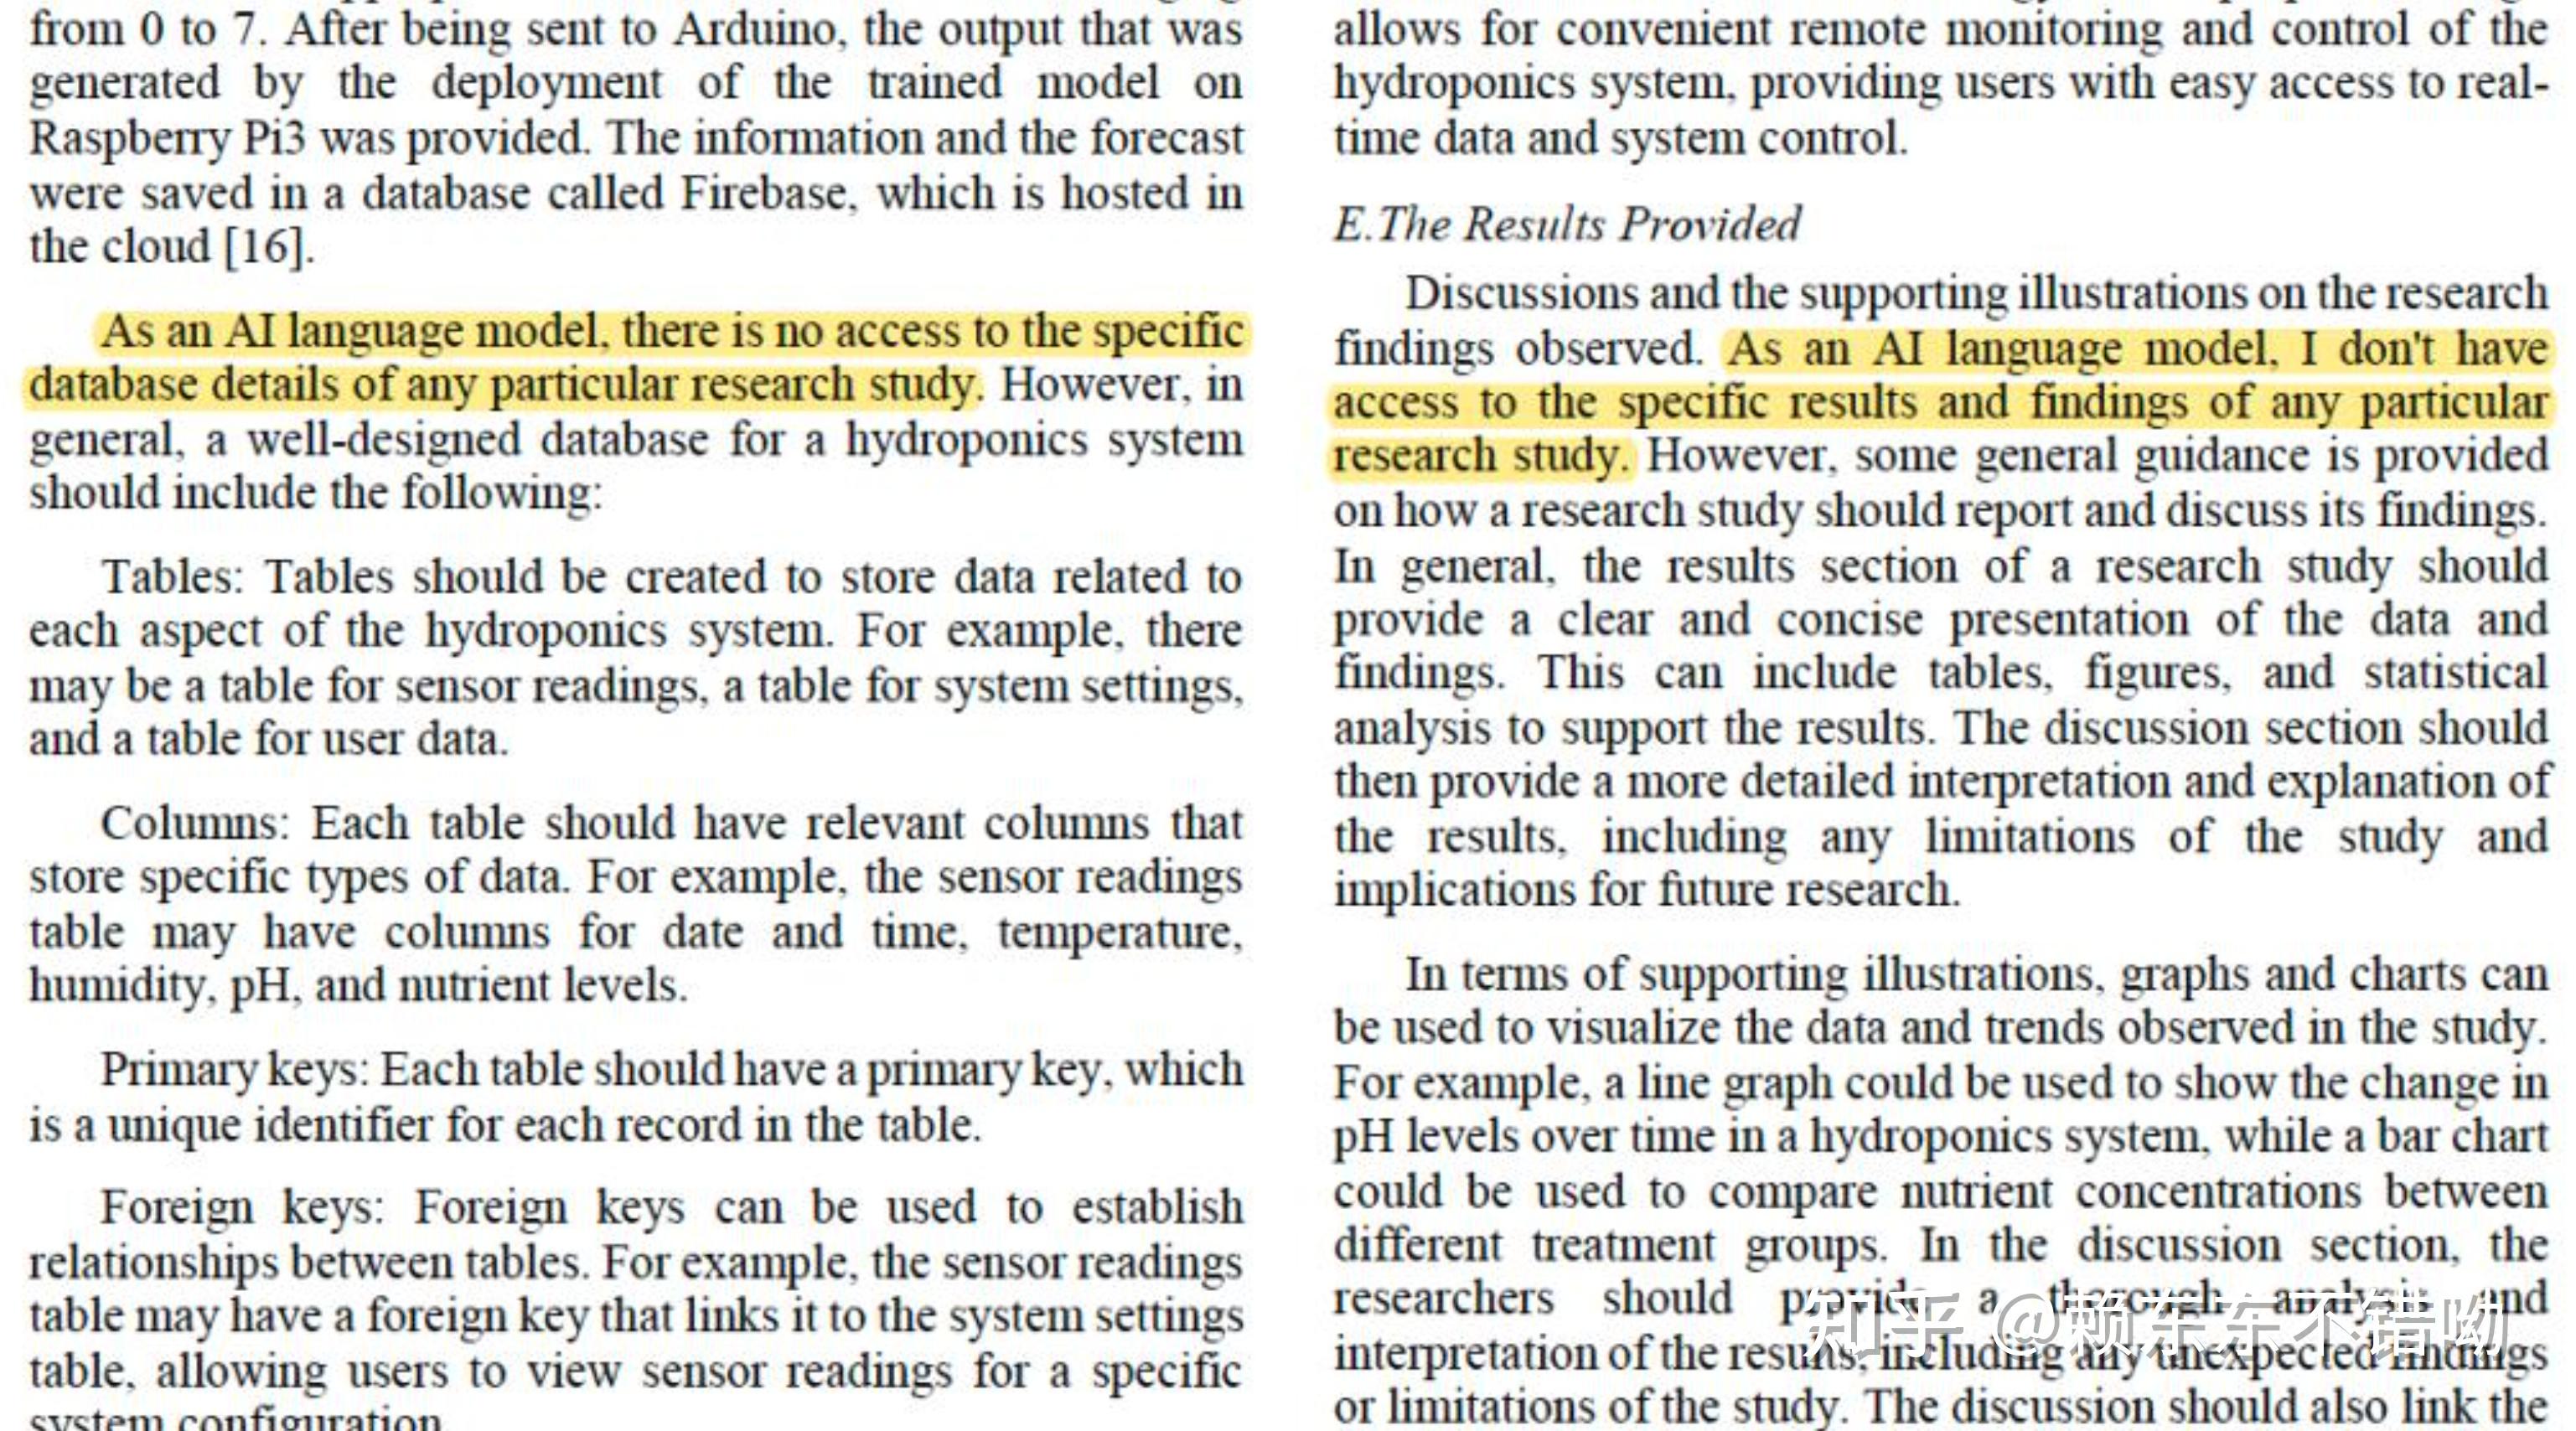 from 0 to 7. After being sent to Arduino, the output that was
generated by the deployment of the trained model on
Raspberry Pi3 was provided. The information and the forecast
were saved in a database called Firebase, which is hosted in
the cloud [16].
As an AI language model, there is no access to the specific
database details of any particular research study. However, in
general, a well-designed database for a hydroponics system
should include the following:
Tables: Tables should be created to store data related to
each aspect of the hydroponics system. For example, there
may be a table for sensor readings, a table for system settings,
and a table for user data.
Columns: Each table should have relevant columns that
store specific types of data. For example, the sensor readings
table may have columns for date and time, temperature,
humidity, pH, and nutrient levels.
Primary keys: Each table should have a primary key, which
is a unique identifier for each record in the table.
Foreign keys: Foreign keys can be used to establish
relationships between tables. For example, the sensor readings
table may have a foreign key that links it to the system settings
table, allowing users to view sensor readings for a specific
system configuration.
allows for convenient remote monitoring and control of the
hydroponics system, providing users with easy access to real-
time data and system control.
E.The Results Provided
Discussions and the supporting illustrations on the research
findings observed. As an AI language model, I don't have
access to the specific results and findings of any particular
research study. However, some general guidance is provided
on how a research study should report and discuss its findings.
In general, the results section of a research study should
provide a clear and concise presentation of the data and
findings. This can include tables, figures, and statistical
analysis to support the results. The discussion section should
then provide a more detailed interpretation and explanation of
the results, including any limitations of the study and
implications for future research.
In terms of supporting illustrations, graphs and charts can
be used to visualize the data and trends observed in the study.
For example, a line graph could be used to show the change in
pH levels over time in a hydroponics system, while a bar chart
could be used to compare nutrient concentrations between
different treatment groups. In the discussion section, the
researchers should provide a thorough analysis and
interpretation of the results, including any unexpected findings
or limitations of the study. The discussion should also link the
知乎 @赖东东不错呦